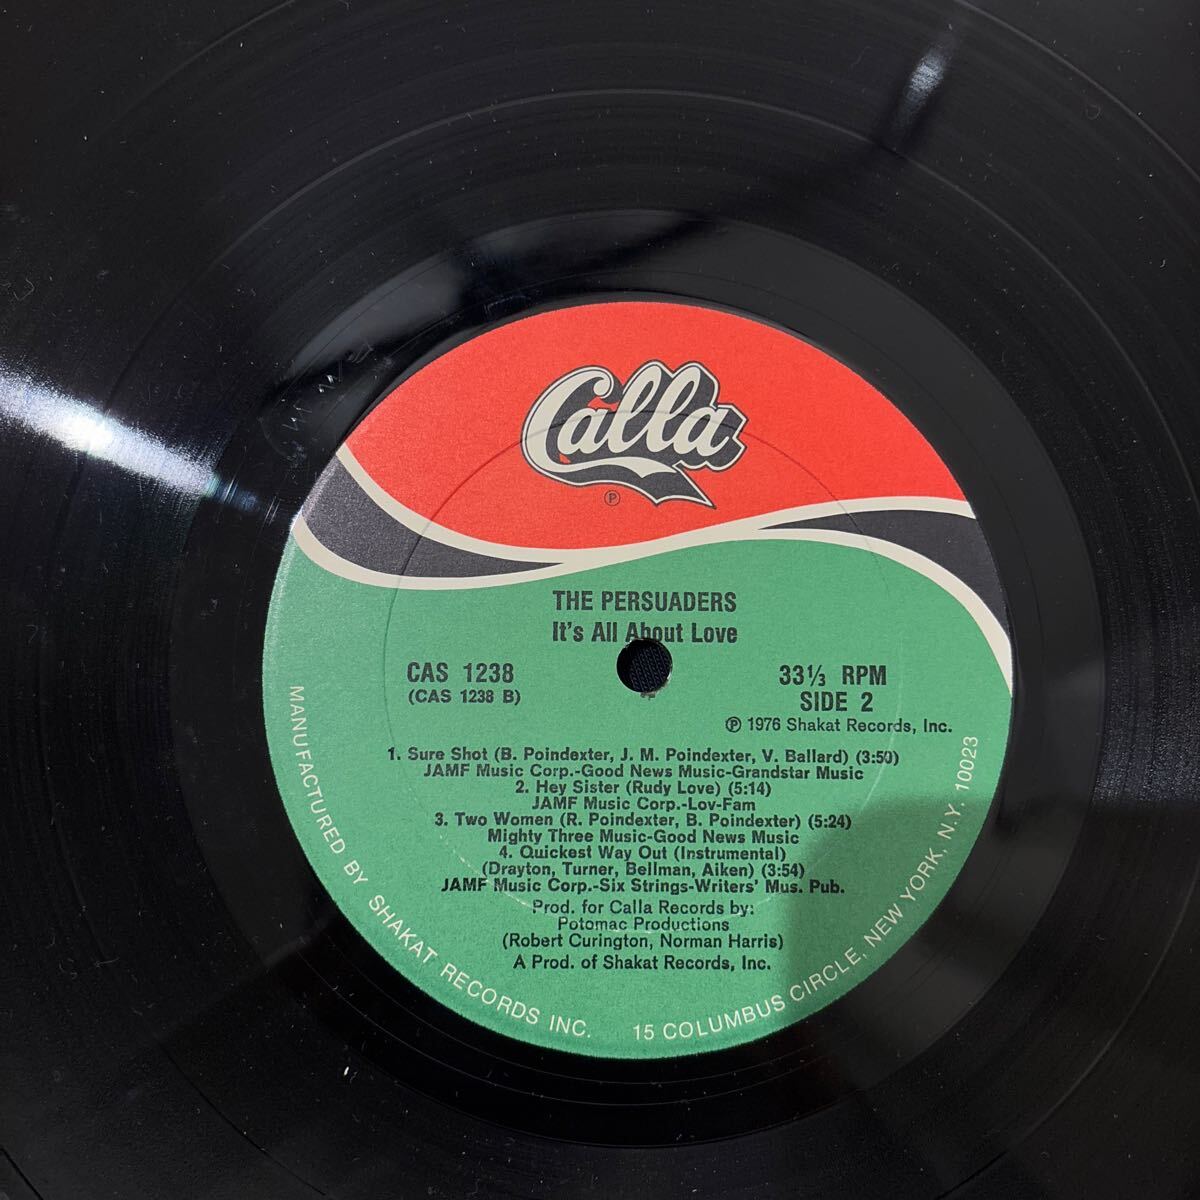 Calla
℗
THE PERSUADERS
It's All About Love
CAS 1238
(CAS 1238 B)
33⅓ RPM
SIDE 2
℗ 1976 Shakat Records, Inc.
1. Sure Shot (B. Poindexter, J. M. Poindexter, V. Ballard) (3:50)
JAMF Music Corp.-Good News Music-Grandstar Music
2. Hey Sister (Rudy Love) (5:14)
JAMF Music Corp.-Lov-Fam
3. Two Women (R. Poindexter, B. Poindexter) (5:24)
Mighty Three Music-Good News Music
4. Quickest Way Out (Instrumental)
(Drayton, Turner, Bellman, Aiken) (3:54)
JAMF Music Corp.-Six Strings-Writers' Mus. Pub.
Prod. for Calla Records by:
Potomac Productions
(Robert Curington, Norman Harris)
A Prod. of Shakat Records, Inc.
MANUFACTURED BY SHAKAT RECORDS INC. 15 COLUMBUS CIRCLE, NEW YORK, N.Y. 10023